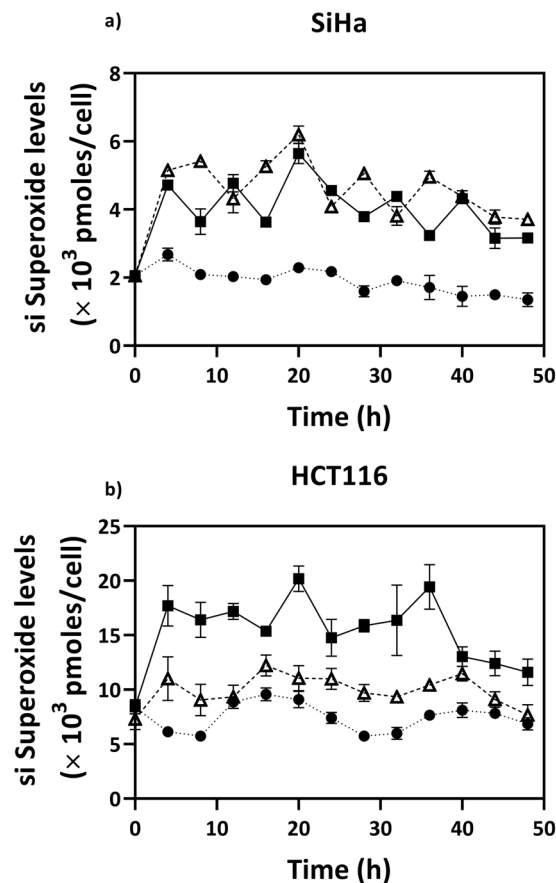 a)
SiHa
si Superoxide levels
(× 10³ pmoles/cell)
8
6
4
2
0
0 10 20 30 40 50
Time (h)
b)
HCT116
si Superoxide levels
(× 10³ pmoles/cell)
25
20
15
10
5
0
0 10 20 30 40 50
Time (h)